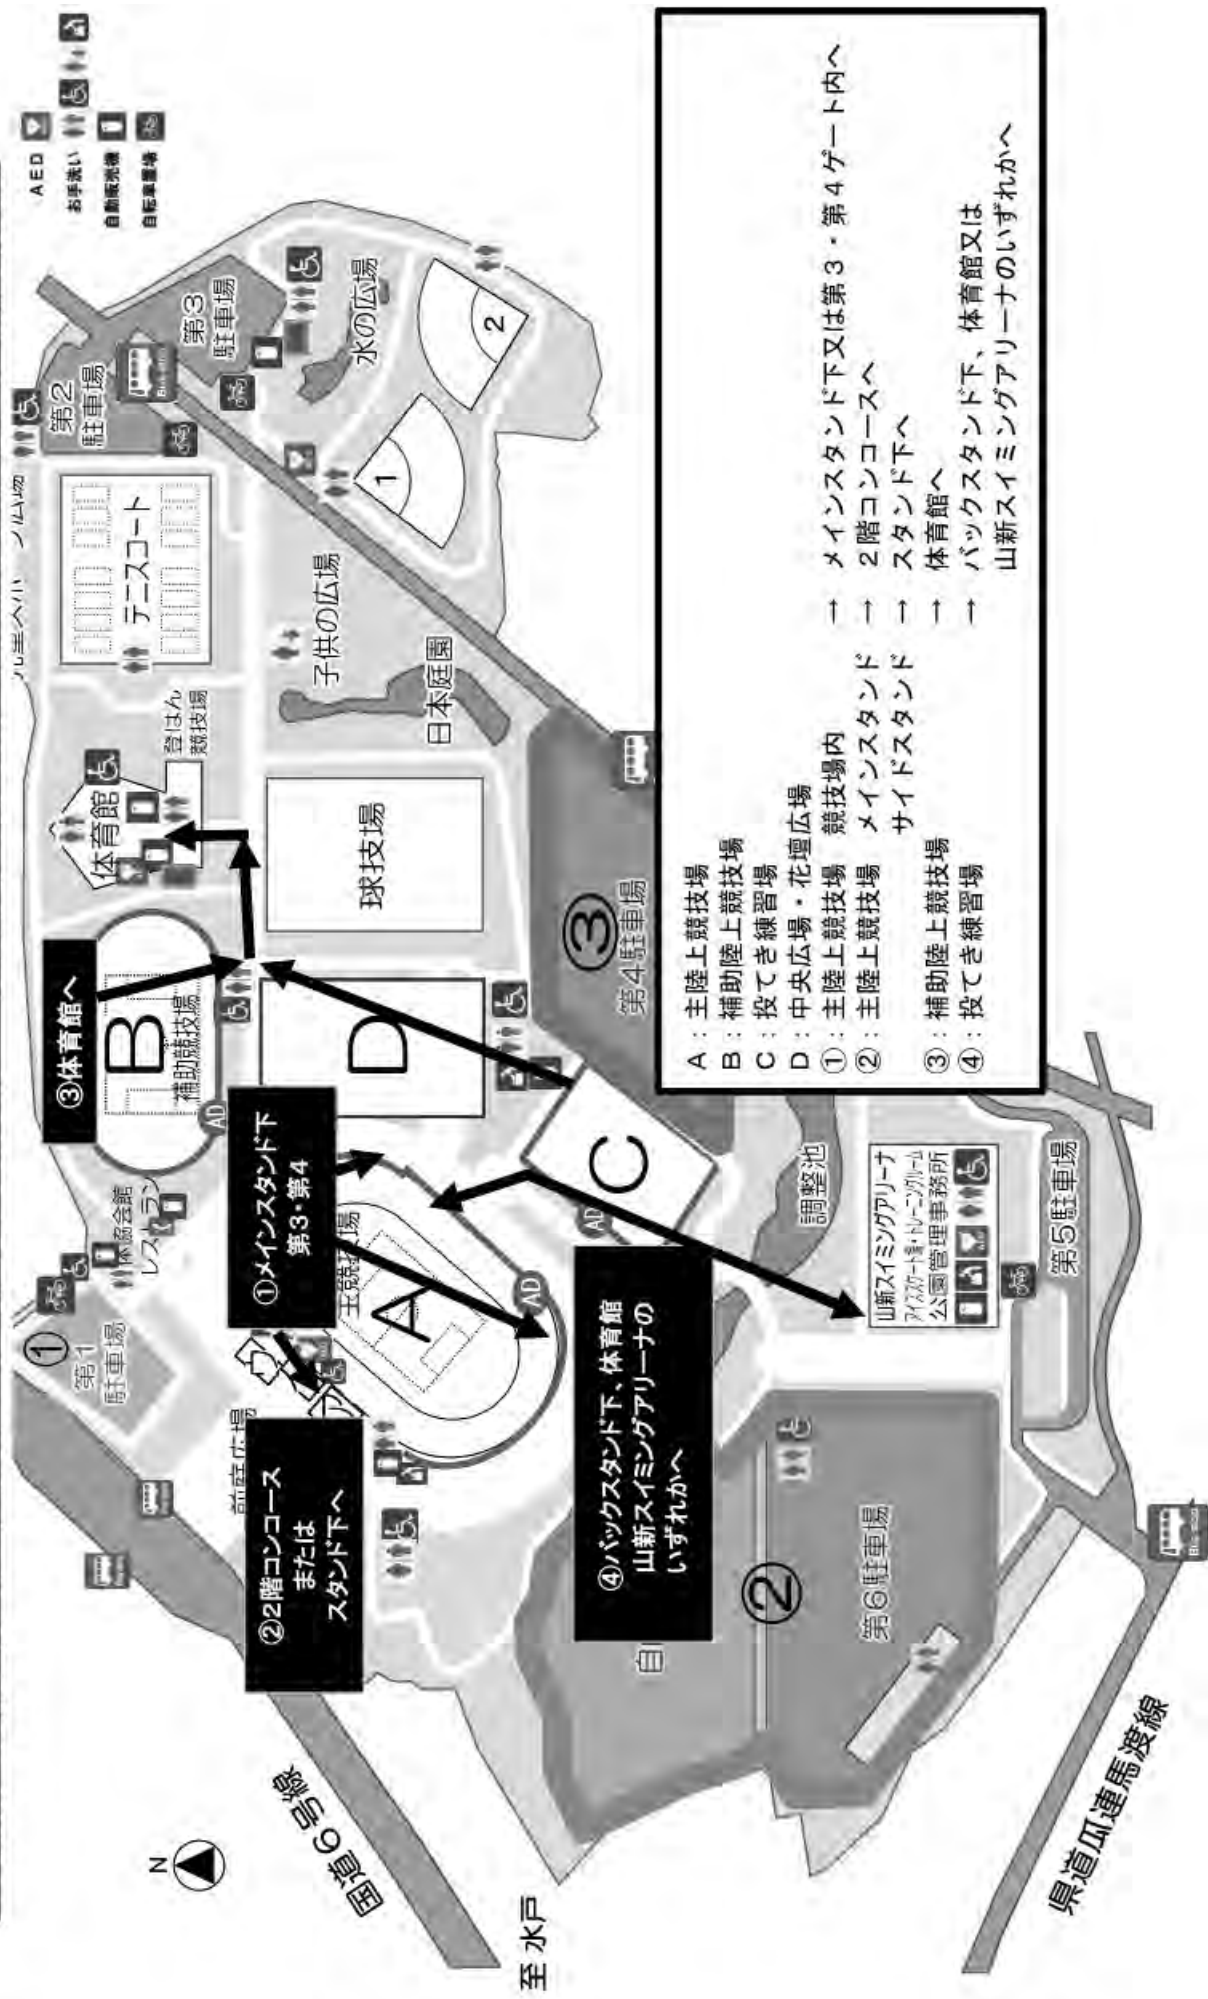 AED
お手洗い
自動販売機
自転車置場
第2
駐車場
第3
駐車場
水の広場
2
1
テニスコート
子供の広場
日本庭園
登はん
競技場
体育館
球技場
③
第4駐車場
③体育館へ
B
補助競技場
AD
D
①メインスタンド下
第3・第4
A
AD
C
AD
体協会館
レストラン
①
第1
駐車場
②2階コンコース
または
スタンド下へ
④バックスタンド下、体育館
山新スイミングアリーナの
いずれかへ
調整池
山新スイミングアリーナ
アイススケート場・トレーニングルーム
公園管理事務所
第5駐車場
②
第6駐車場
N
国道6号線
至 水戸
県道瓜連馬渡線
A：主陸上競技場
B：補助陸上競技場
C：投てき練習場
D：中央広場・花壇広場
①：主陸上競技場 競技場内 → メインスタンド下又は第3・第4ゲート内へ
②：主陸上競技場 メインスタンド → 2階コンコースへ
サイドスタンド → スタンド下へ
③：補助陸上競技場 → 体育館へ
④：投てき練習場 → バックスタンド下、体育館又は
山新スイミングアリーナのいずれかへ